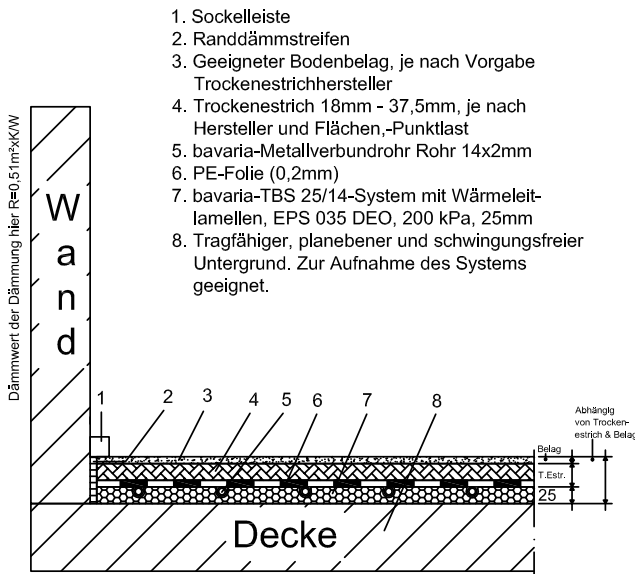 1. Sockelleiste
2. Randdämmstreifen
3. Geeigneter Bodenbelag, je nach Vorgabe
Trockenestrichhersteller
4. Trockenestrich 18mm - 37,5mm, je nach
Hersteller und Flächen,-Punktlast
5. bavaria-Metallverbundrohr Rohr 14x2mm
6. PE-Folie (0,2mm)
7. bavaria-TBS 25/14-System mit Wärmeleit-
lamellen, EPS 035 DEO, 200 kPa, 25mm
8. Tragfähiger, planebener und schwingungsfreier
Untergrund. Zur Aufnahme des Systems
geeignet.
Dämmwert der Dämmung hier R=0,51m²xK/W
Wand
1 2 3 4 5 6 7 8
Abhängig
von Trocken-
estrich & Belag
Belag
T.Estr.
25
Decke